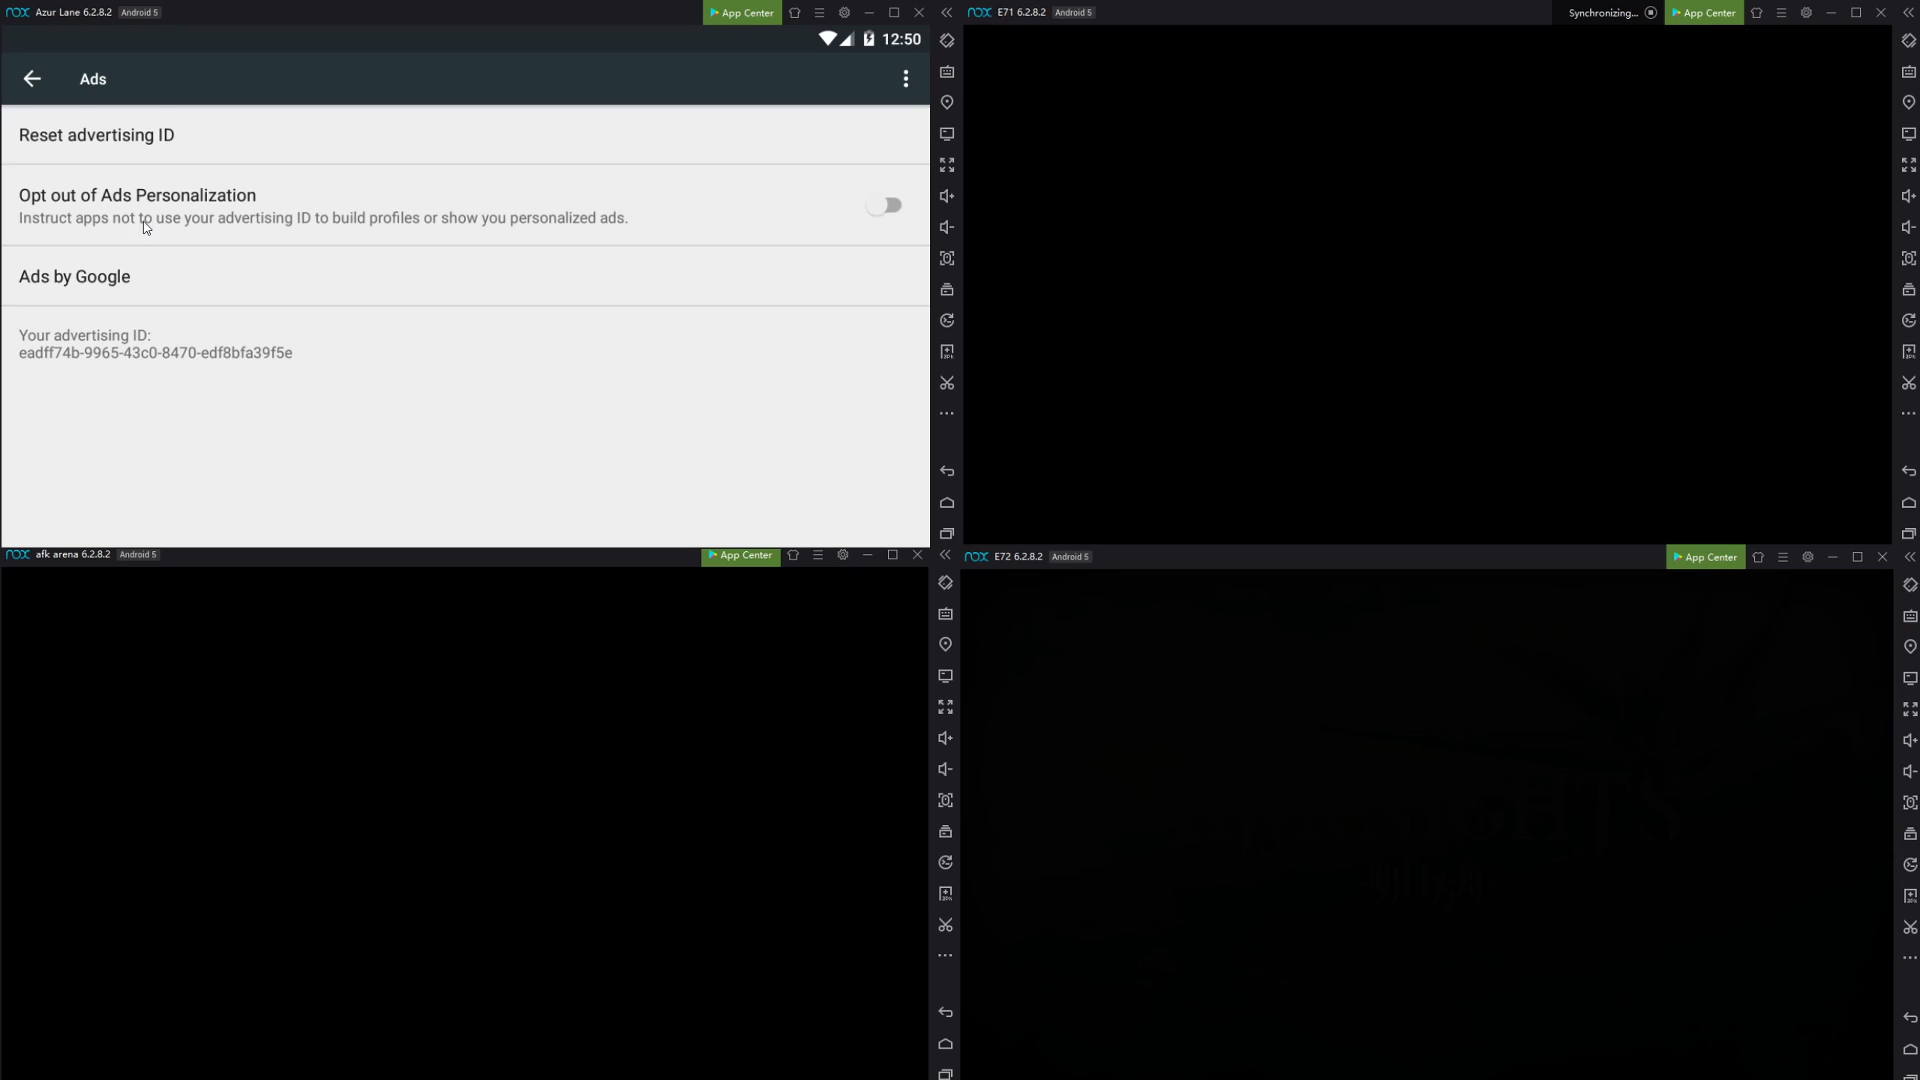 nox Azur Lane 6.2.8.2 Android 5 App Center
12:50
Ads
Reset advertising ID
Opt out of Ads Personalization
Instruct apps not to use your advertising ID to build profiles or show you personalized ads.
Ads by Google
Your advertising ID:
eadff74b-9965-43c0-8470-edf8bfa39f5e
nox E71 6.2.8.2 Android 5 Synchronizing... App Center
nox afk arena 6.2.8.2 Android 5 App Center
nox E72 6.2.8.2 Android 5 App Center